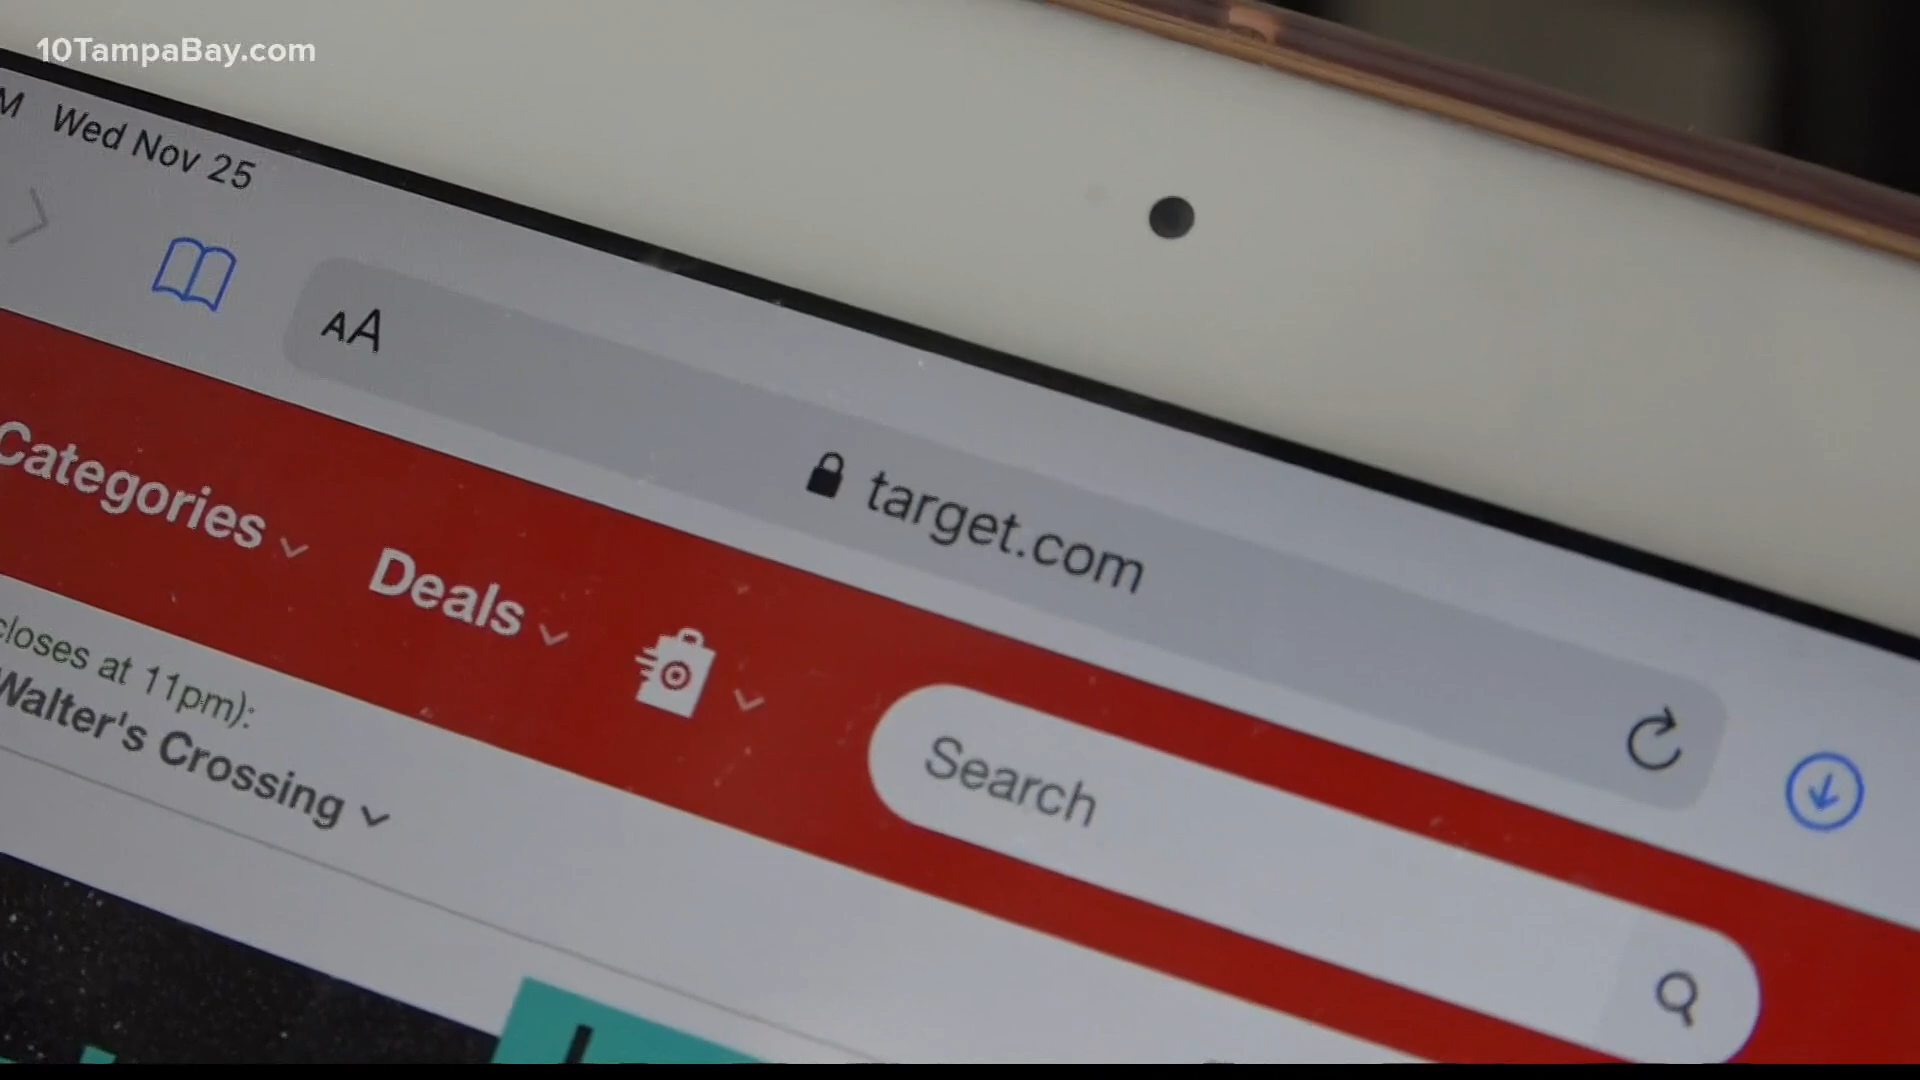 10TampaBay.com
M Wed Nov 25
AA
target.com
Categories
Deals
Search
closes at 11pm):
Walter's Crossing